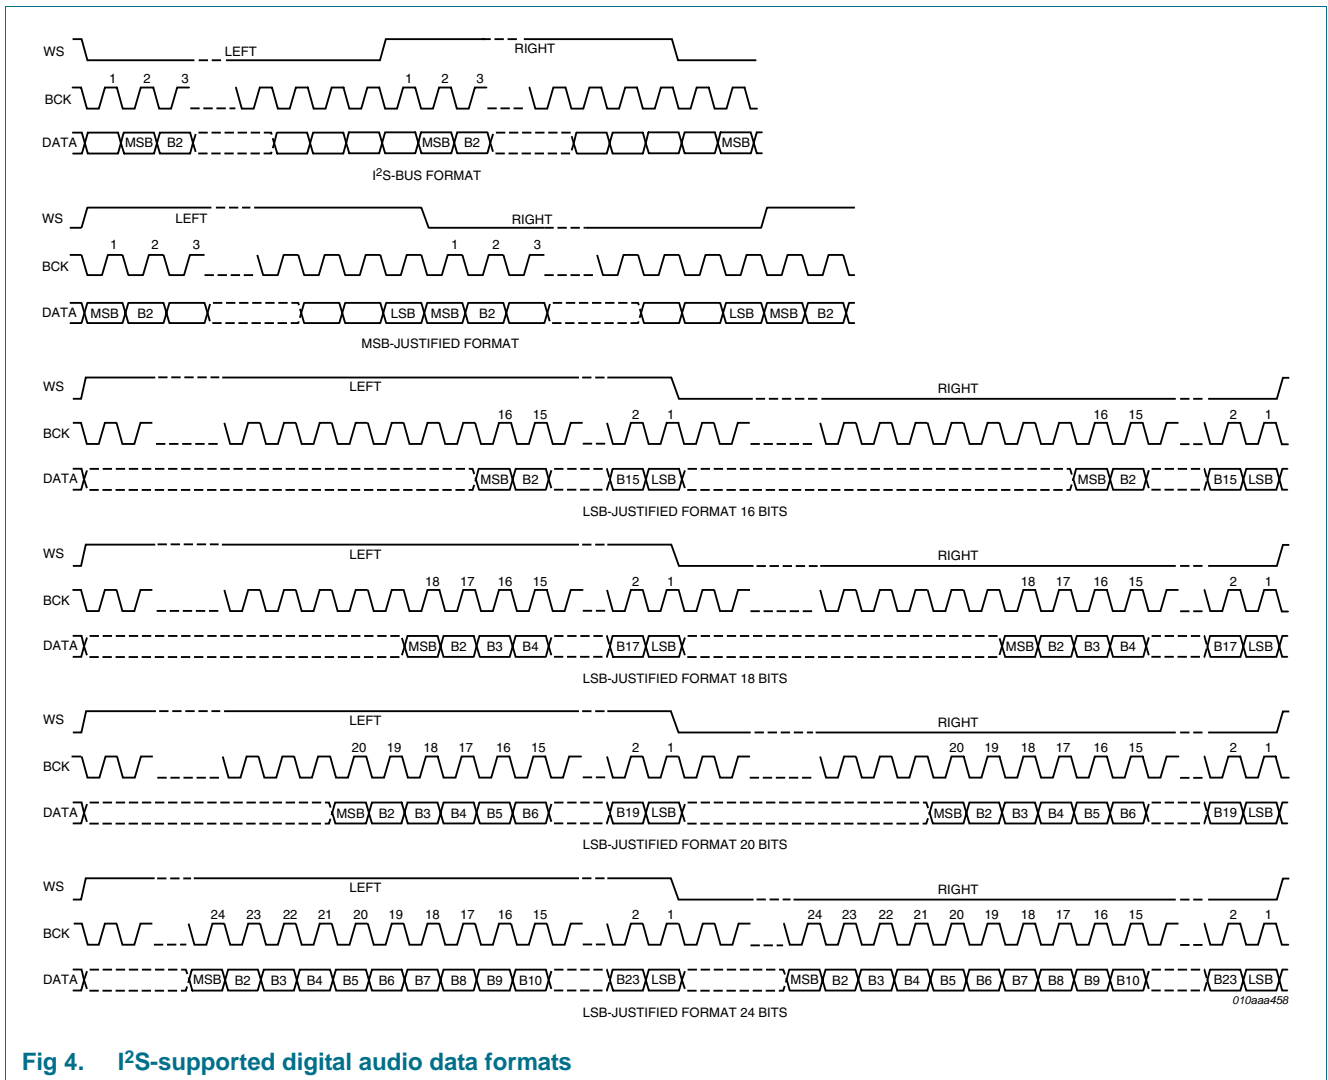 WS LEFT RIGHT
1 2 3 1 2 3
BCK
DATA MSB B2 MSB B2 MSB
I²S-BUS FORMAT
WS LEFT RIGHT
1 2 3 1 2 3
BCK
DATA MSB B2 LSB MSB B2 LSB MSB B2
MSB-JUSTIFIED FORMAT
WS LEFT RIGHT
16 15 2 1 16 15 2 1
BCK
DATA MSB B2 B15 LSB MSB B2 B15 LSB
LSB-JUSTIFIED FORMAT 16 BITS
WS LEFT RIGHT
18 17 16 15 2 1 18 17 16 15 2 1
BCK
DATA MSB B2 B3 B4 B17 LSB MSB B2 B3 B4 B17 LSB
LSB-JUSTIFIED FORMAT 18 BITS
WS LEFT RIGHT
20 19 18 17 16 15 2 1 20 19 18 17 16 15 2 1
BCK
DATA MSB B2 B3 B4 B5 B6 B19 LSB MSB B2 B3 B4 B5 B6 B19 LSB
LSB-JUSTIFIED FORMAT 20 BITS
WS LEFT RIGHT
24 23 22 21 20 19 18 17 16 15 2 1 24 23 22 21 20 19 18 17 16 15 2 1
BCK
DATA MSB B2 B3 B4 B5 B6 B7 B8 B9 B10 B23 LSB MSB B2 B3 B4 B5 B6 B7 B8 B9 B10 B23 LSB
010aaa458
LSB-JUSTIFIED FORMAT 24 BITS
Fig 4. I²S-supported digital audio data formats